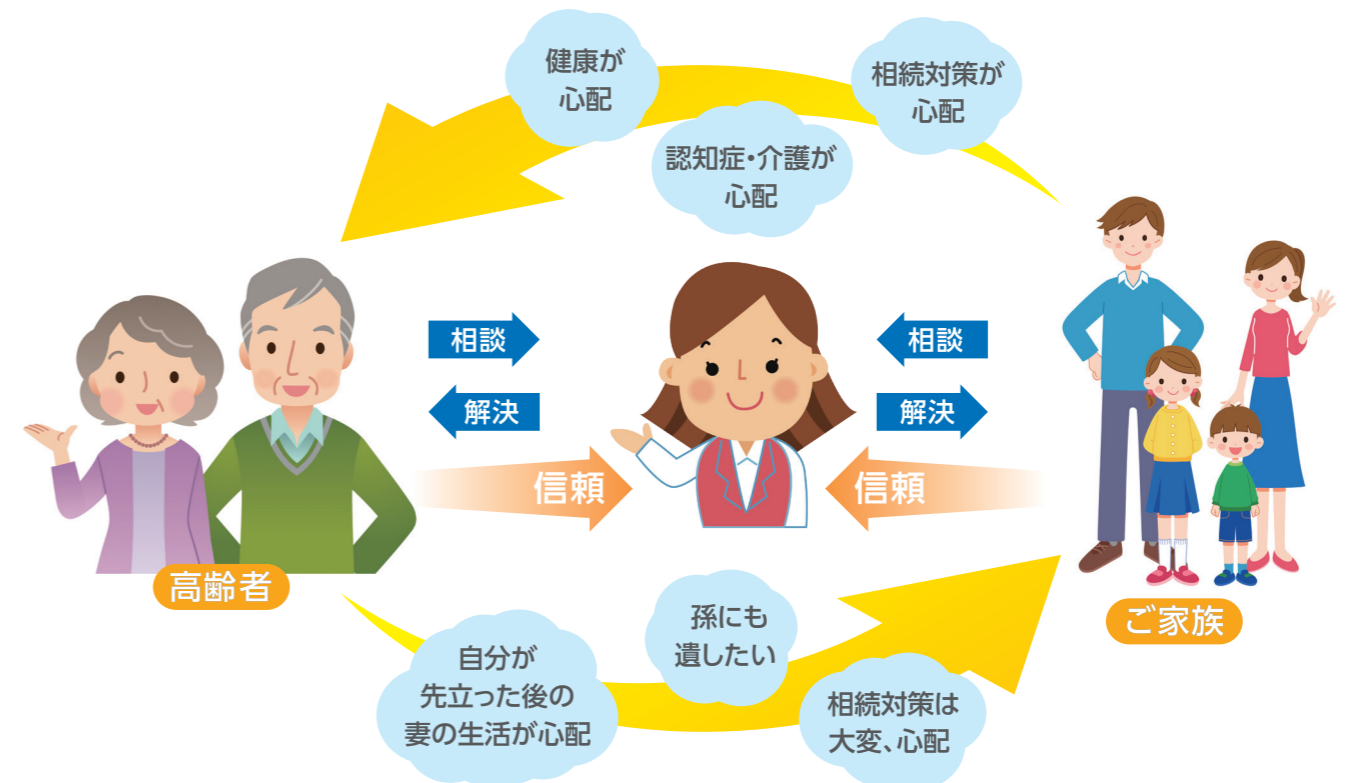 健康が
心配
相続対策が
心配
認知症・介護が
心配
相談
解決
信頼
相談
解決
信頼
高齢者
ご家族
自分が
先立った後の
妻の生活が心配
孫にも
遺したい
相続対策は
大変、心配